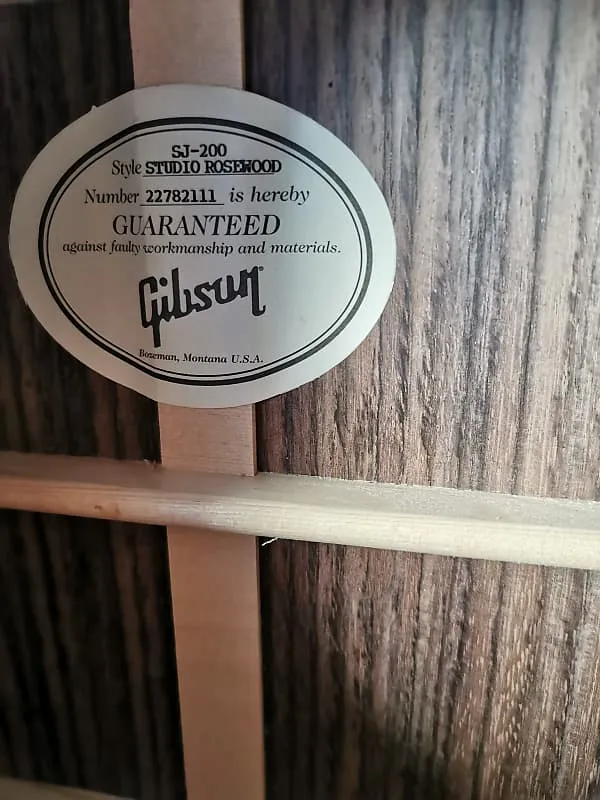 SJ-200
Style STUDIO ROSEWOOD
Number 22782111 is hereby
GUARANTEED
against faulty workmanship and materials.
Gibson
Bozeman, Montana U.S.A.